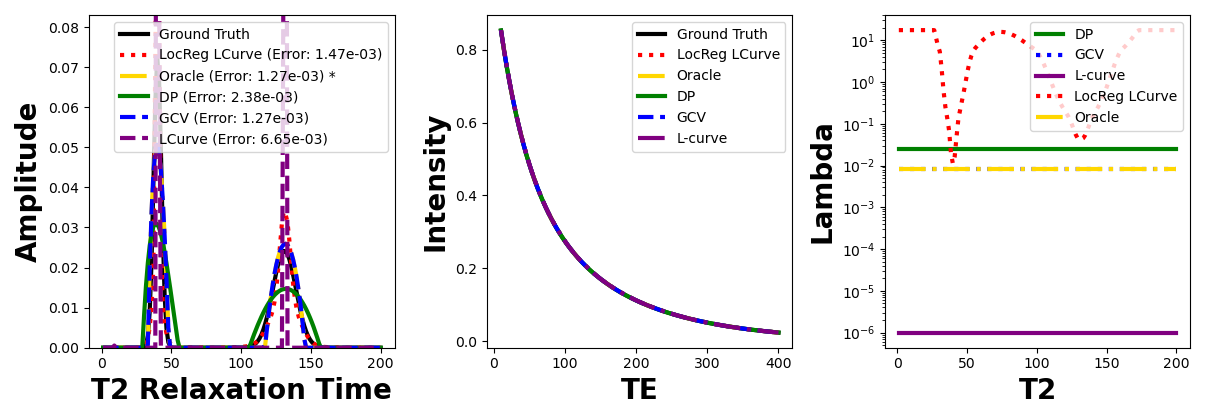 Amplitude
0.08
0.07
0.06
0.05
0.04
0.03
0.02
0.01
0.00
Ground Truth
LocReg LCurve (Error: 1.47e-03)
Oracle (Error: 1.27e-03) *
DP (Error: 2.38e-03)
GCV (Error: 1.27e-03)
LCurve (Error: 6.65e-03)
0 50 100 150 200
T2 Relaxation Time
Intensity
0.8
0.6
0.4
0.2
0.0
Ground Truth
LocReg LCurve
Oracle
DP
GCV
L-curve
0 100 200 300 400
TE
Lambda
10¹
10⁰
10⁻¹
10⁻²
10⁻³
10⁻⁴
10⁻⁵
10⁻⁶
DP
GCV
L-curve
LocReg LCurve
Oracle
0 50 100 150 200
T2